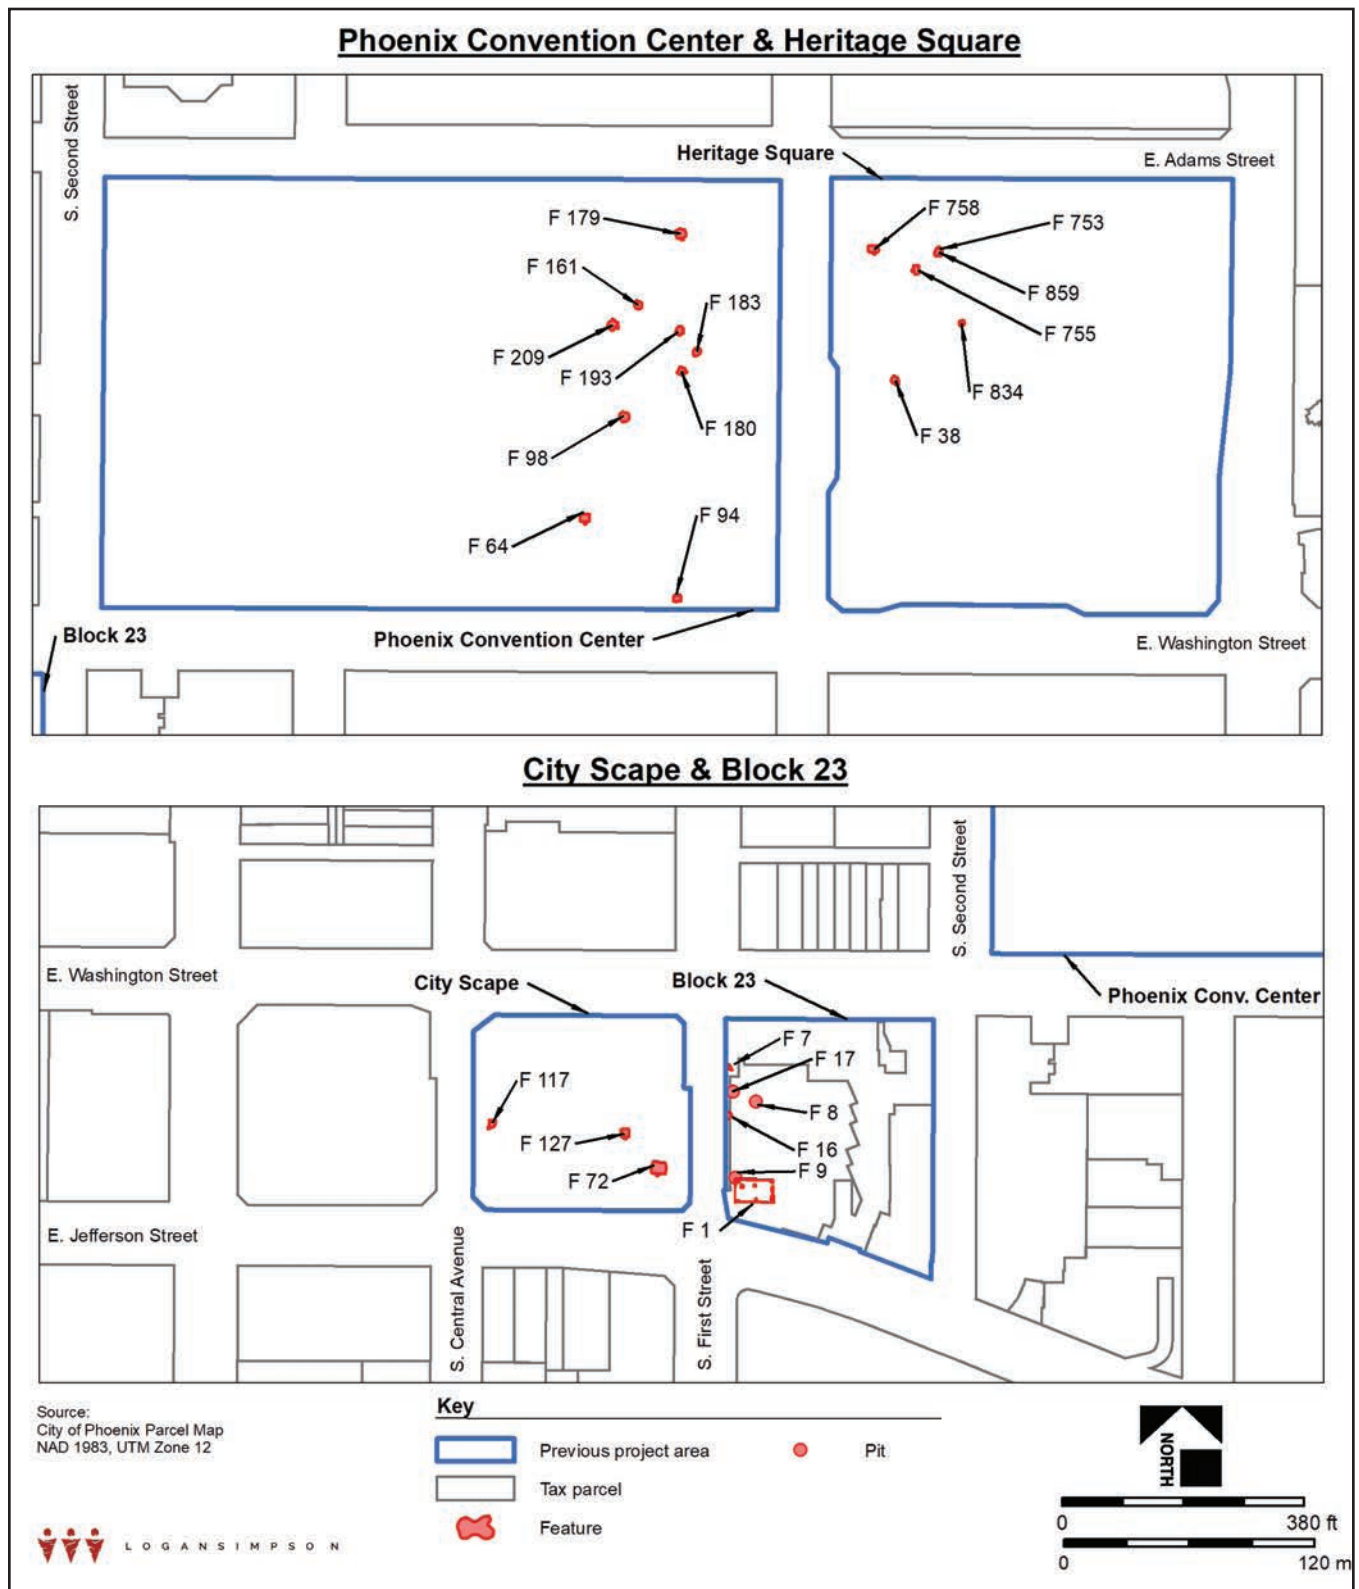 Phoenix Convention Center & Heritage Square
S. Second Street
Heritage Square
E. Adams Street
F 179
F 758
F 753
F 161
F 859
F 183
F 755
F 209
F 193
F 834
F 180
F 38
F 98
F 94
F 64
Block 23
Phoenix Convention Center
E. Washington Street
City Scape & Block 23
S. Second Street
E. Washington Street
City Scape
Block 23
Phoenix Conv. Center
F 7
F 17
F 117
F 8
F 127
F 16
F 9
F 72
F 1
E. Jefferson Street
S. Central Avenue
S. First Street
Source:
City of Phoenix Parcel Map
NAD 1983, UTM Zone 12
Key
Previous project area
Pit
Tax parcel
Feature
NORTH
0 380 ft
0 120 m
LOGANSIMPSON